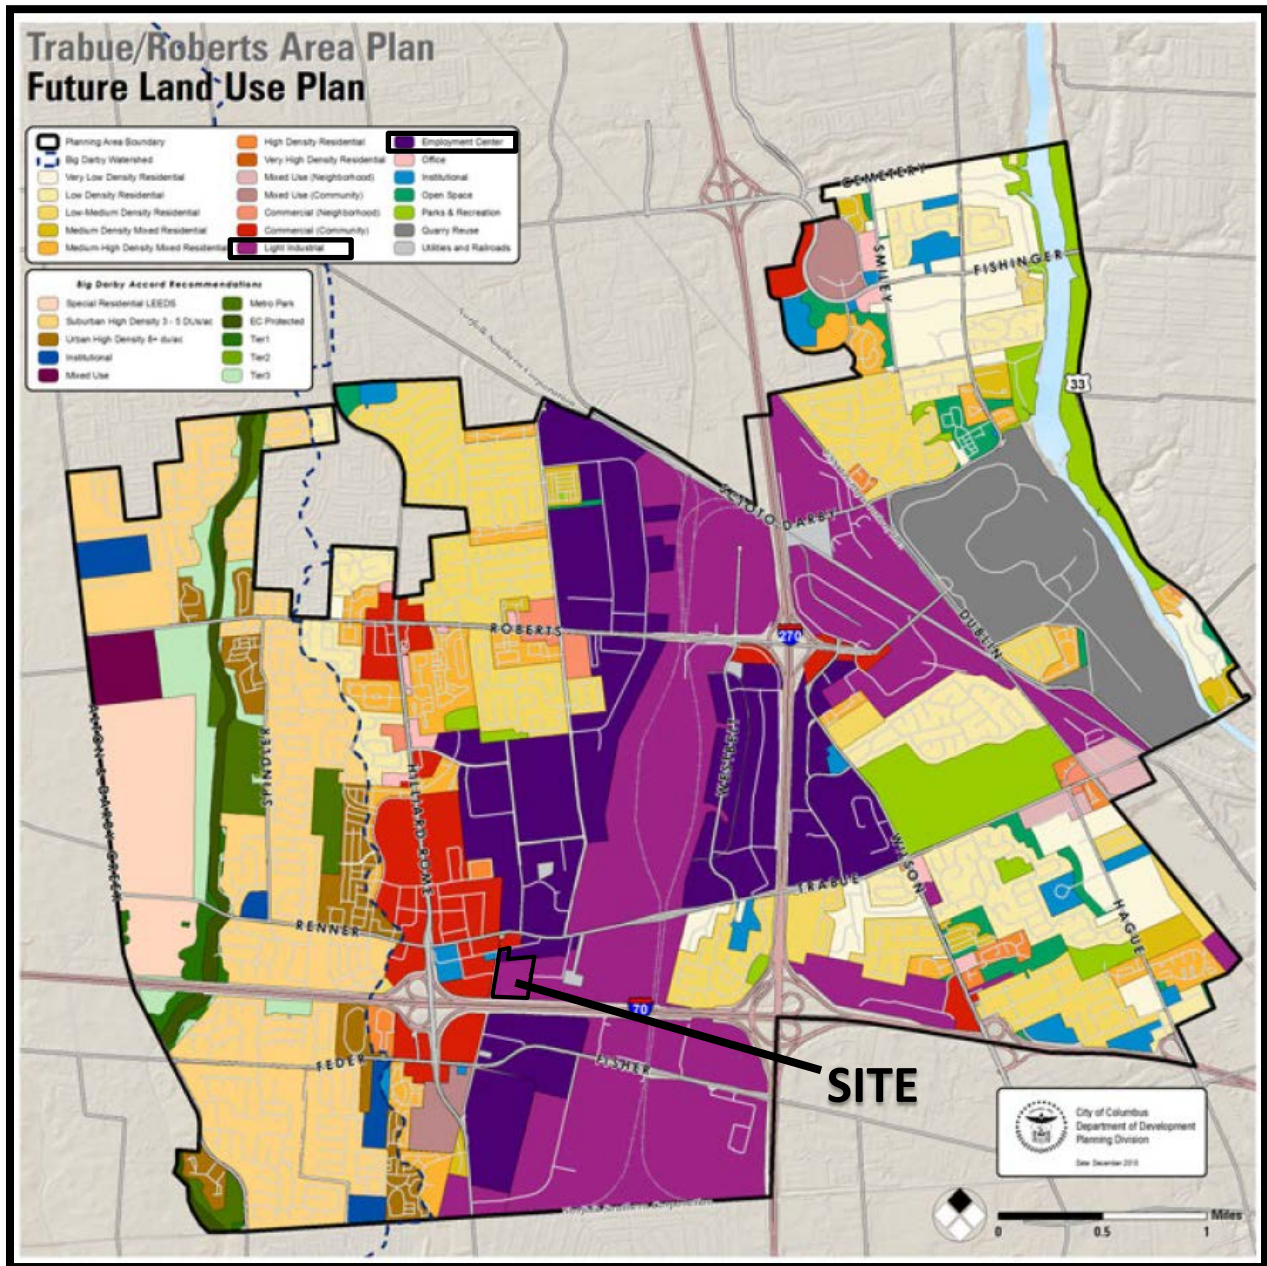 Trabue/Roberts Area Plan
Future Land Use Plan
Planning Area Boundary
Big Darby Watershed
Very Low Density Residential
Low Density Residential
Low-Medium Density Residential
Medium Density Mixed Residential
Medium-High Density Mixed Residential
High Density Residential
Very High Density Residential
Mixed Use (Neighborhood)
Mixed Use (Community)
Commercial (Neighborhood)
Commercial (Community)
Light Industrial
Employment Center
Office
Institutional
Open Space
Parks & Recreation
Quarry Reuse
Utilities and Railroads
Big Darby Accord Recommendations
Special Residential LEEDS
Suburban High Density 3 - 5 DUs/ac
Urban High Density 8+ du/ac
Institutional
Mixed Use
Metro Park
EC Protected
Tier1
Tier2
Tier3
CEMETERY
SMILEY
FISHINGER
33
SCIOTO DARBY
ROBERTS
270
DUBLIN
SPINDLER
HILLIARD ROME
WESTBELT
WILSON
TRABUE
HAGUE
RENNER
70
FEDER
FISHER
SITE
City of Columbus
Department of Development
Planning Division
Date: December 2010
Miles
0
0.5
1